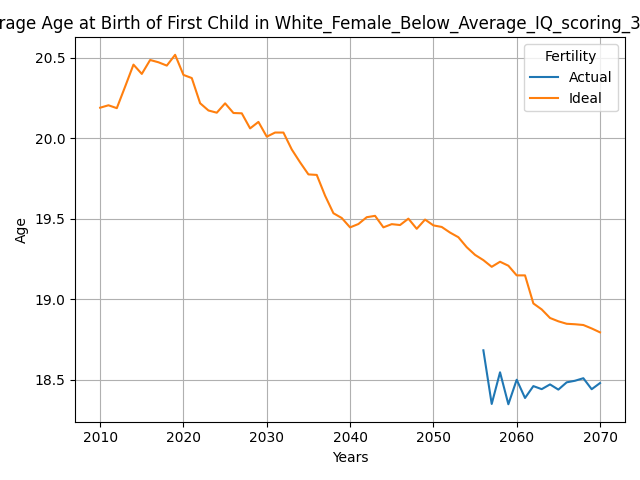 rage Age at Birth of First Child in White_Female_Below_Average_IQ_scoring_3
Fertility
Actual
Ideal
20.5
20.0
19.5
19.0
18.5
Age
2010 2020 2030 2040 2050 2060 2070
Years